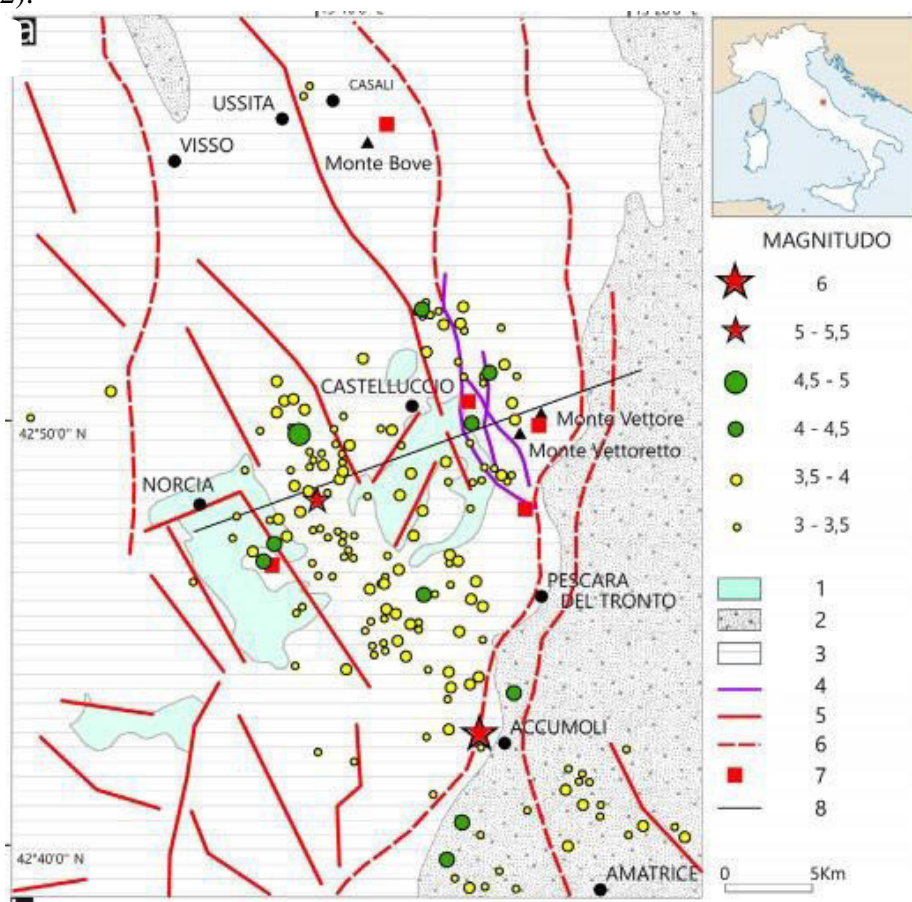 2).
a
CASALI
USSITA
VISSO
Monte Bove
MAGNITUDO
6
5 - 5,5
4,5 - 5
4 - 4,5
3,5 - 4
3 - 3,5
CASTELLUCCIO
Monte Vettore
Monte Vettoretto
42°50'0'' N
NORCIA
PESCARA
DEL TRONTO
1
2
3
4
5
6
7
8
ACCUMOLI
42°40'0'' N
AMATRICE
0
5Km